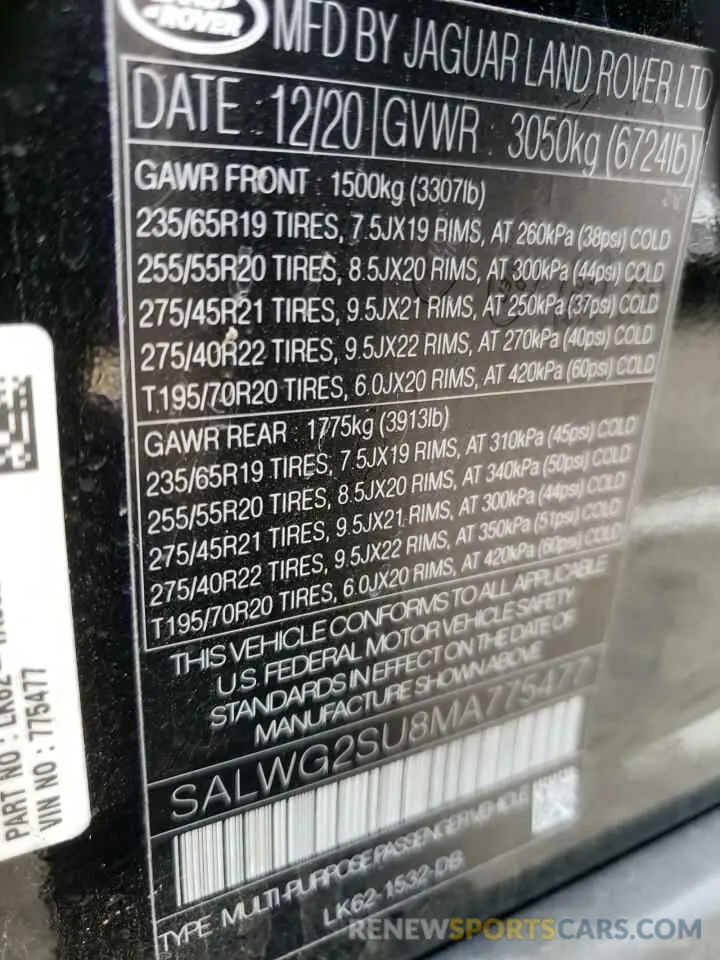 ROVER
MFD BY JAGUAR LAND ROVER LTD
DATE : 12/20 GVWR : 3050kg (6724lb)
GAWR FRONT : 1500kg (3307lb)
235/65R19 TIRES, 7.5JX19 RIMS, AT 260kPa (38psi) COLD
255/55R20 TIRES, 8.5JX20 RIMS, AT 300kPa (44psi) COLD
275/45R21 TIRES, 9.5JX21 RIMS, AT 250kPa (37psi) COLD
275/40R22 TIRES, 9.5JX22 RIMS, AT 270kPa (40psi) COLD
T195/70R20 TIRES, 6.0JX20 RIMS, AT 420kPa (60psi) COLD
GAWR REAR : 1775kg (3913lb)
235/65R19 TIRES, 7.5JX19 RIMS, AT 310kPa (45psi) COLD
255/55R20 TIRES, 8.5JX20 RIMS, AT 340kPa (50psi) COLD
275/45R21 TIRES, 9.5JX21 RIMS, AT 300kPa (44psi) COLD
275/40R22 TIRES, 9.5JX22 RIMS, AT 350kPa (51psi) COLD
T195/70R20 TIRES, 6.0JX20 RIMS, AT 420kPa (60psi) COLD
THIS VEHICLE CONFORMS TO ALL APPLICABLE
U.S. FEDERAL MOTOR VEHICLE SAFETY
STANDARDS IN EFFECT ON THE DATE OF
MANUFACTURE SHOWN ABOVE
SALWG2SU8MA775477
TYPE MULTI-PURPOSE PASSENGER VEHICLE
LK62-1532-DB
PART NO : LK62
VIN NO : 775477
RENEWSPORTSCARS.COM